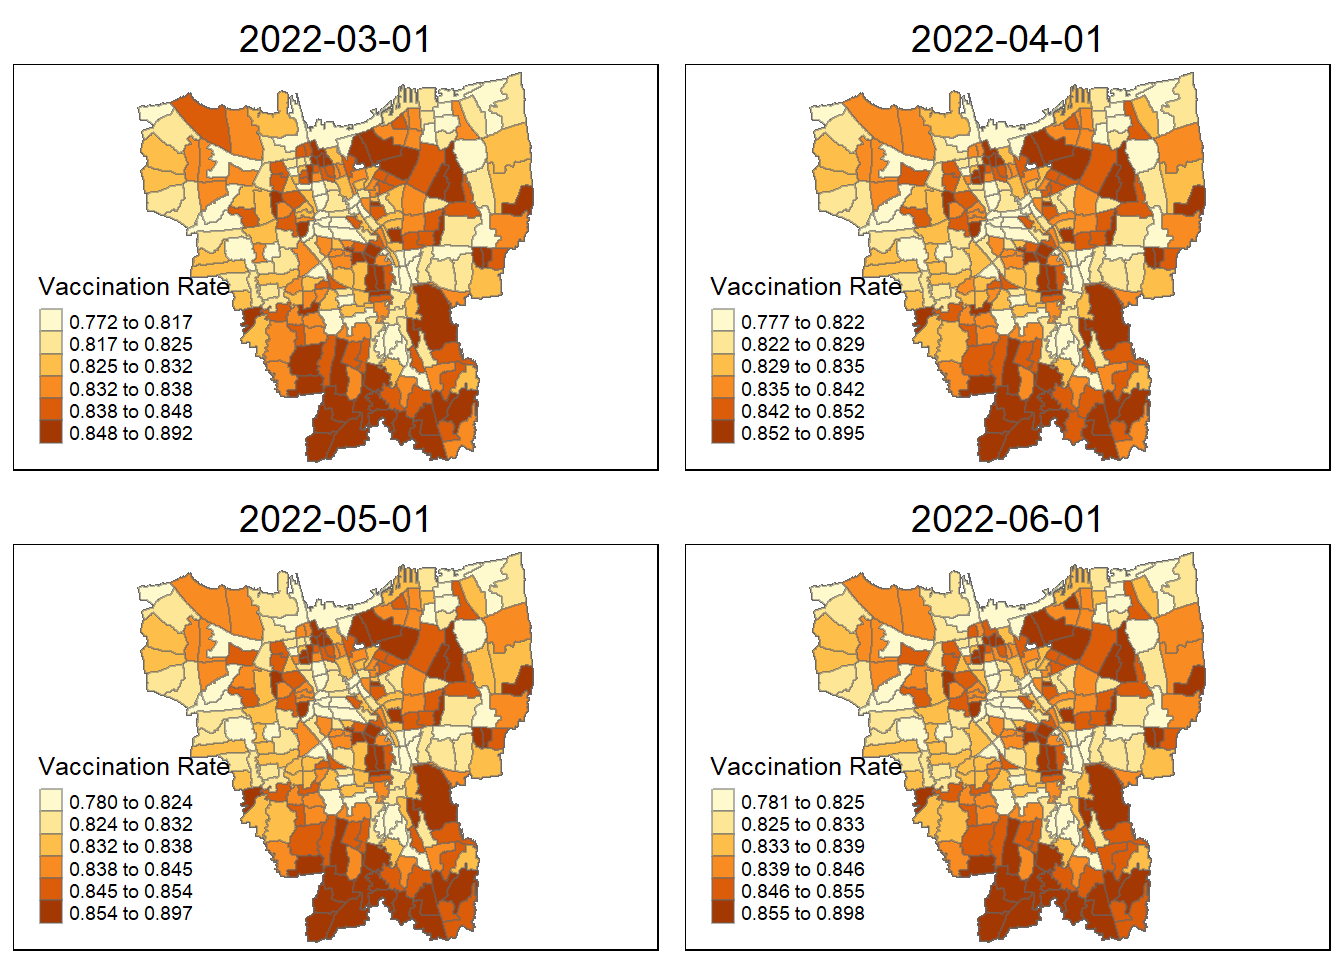 2022-03-01
Vaccination Rate
0.772 to 0.817
0.817 to 0.825
0.825 to 0.832
0.832 to 0.838
0.838 to 0.848
0.848 to 0.892
2022-04-01
Vaccination Rate
0.777 to 0.822
0.822 to 0.829
0.829 to 0.835
0.835 to 0.842
0.842 to 0.852
0.852 to 0.895
2022-05-01
Vaccination Rate
0.780 to 0.824
0.824 to 0.832
0.832 to 0.838
0.838 to 0.845
0.845 to 0.854
0.854 to 0.897
2022-06-01
Vaccination Rate
0.781 to 0.825
0.825 to 0.833
0.833 to 0.839
0.839 to 0.846
0.846 to 0.855
0.855 to 0.898